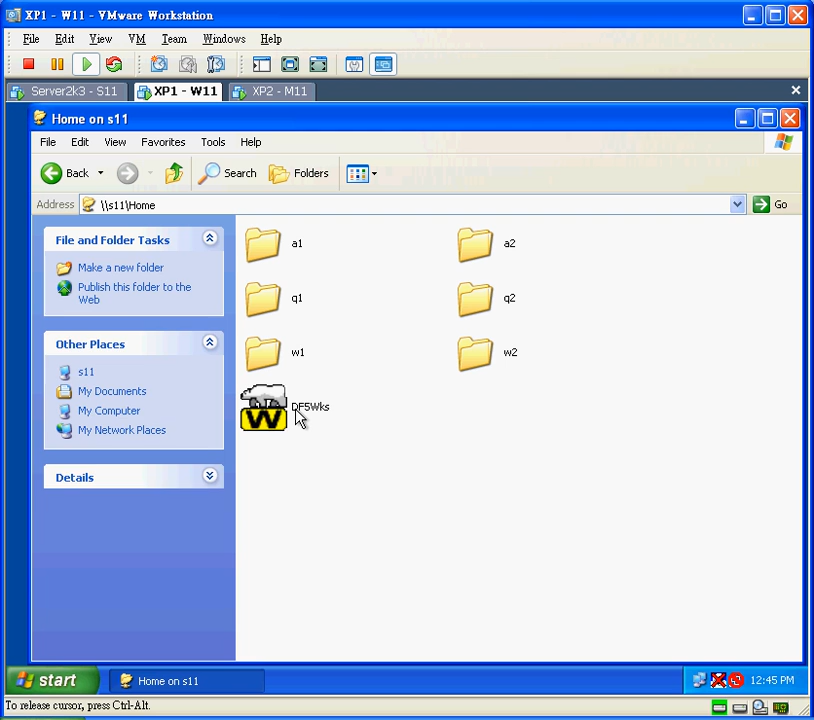 XP1 - W11 - VMware Workstation
File Edit View VM Team Windows Help
Server2k3 - S11 XP1 - W11 XP2 - M11
Home on s11
File Edit View Favorites Tools Help
Back Search Folders
Address \\s11\Home Go
File and Folder Tasks
Make a new folder
Publish this folder to the
Web
Other Places
s11
My Documents
My Computer
My Network Places
Details
a1 a2
q1 q2
w1 w2
W DF5Wks
start Home on s11 12:45 PM
To release cursor, press Ctrl-Alt.